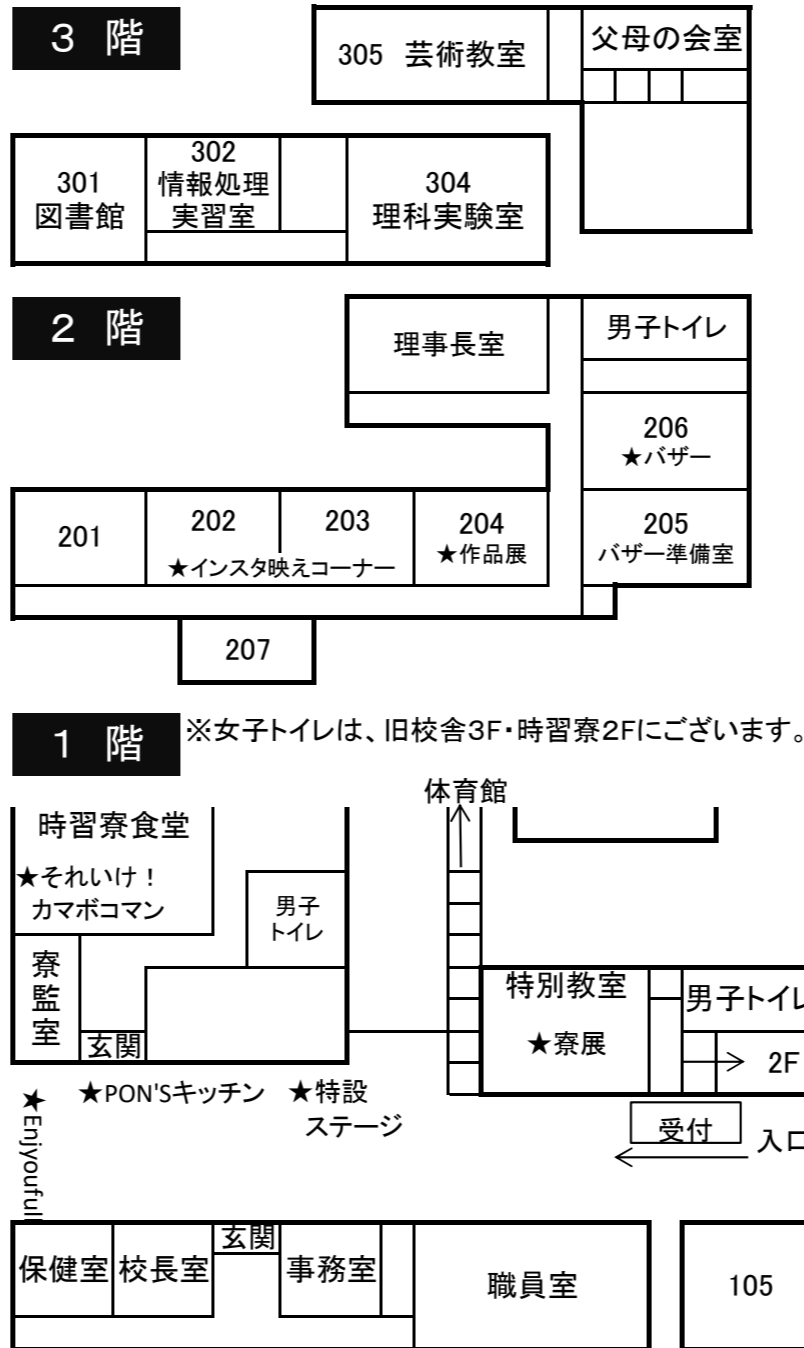 3 階
305 芸術教室
父母の会室
301
図書館
302
情報処理
実習室
304
理科実験室
2 階
理事長室
男子トイレ
206
★バザー
201
202
203
★インスタ映えコーナー
204
★作品展
205
バザー準備室
207
1 階
※女子トイレは、旧校舎3F・時習寮2Fにございます。
体育館
時習寮食堂
★それいけ！
カマボコマン
男子
トイレ
寮監室
玄関
特別教室
★寮展
男子トイレ
2F
★PON'Sキッチン
★特設
ステージ
★Enjyoufull
受付
入口
保健室
校長室
玄関
事務室
職員室
105